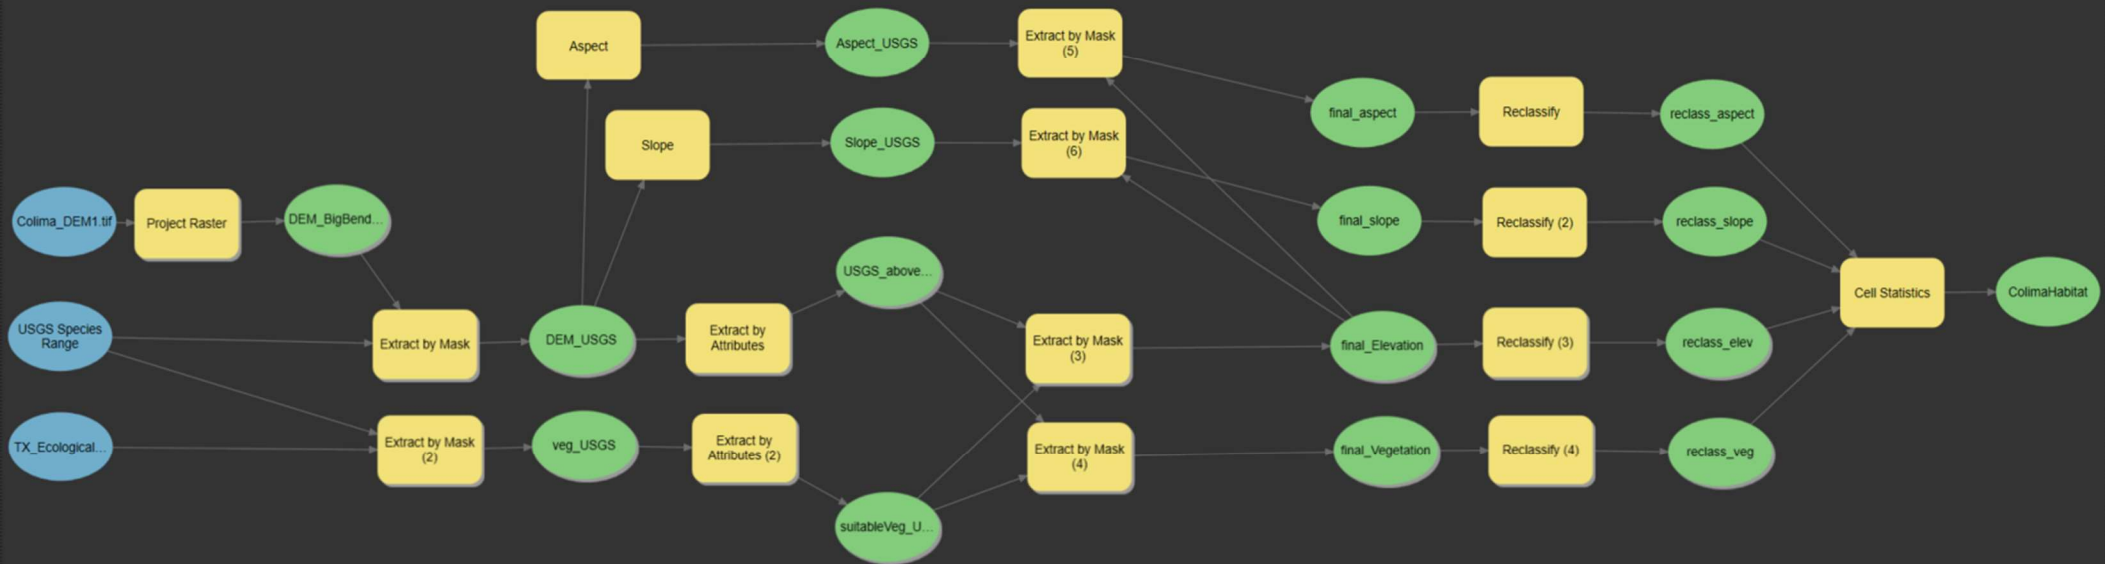 Aspect
Aspect_USGS
Extract by Mask
(5)
final_aspect
Reclassify
reclass_aspect
Slope
Slope_USGS
Extract by Mask
(6)
Colima_DEM1.tif
Project Raster
DEM_BigBend...
final_slope
Reclassify (2)
reclass_slope
USGS_above...
Cell Statistics
ColimaHabitat
USGS Species
Range
Extract by Mask
DEM_USGS
Extract by
Attributes
Extract by Mask
(3)
final_Elevation
Reclassify (3)
reclass_elev
TX_Ecological...
Extract by Mask
(2)
veg_USGS
Extract by
Attributes (2)
Extract by Mask
(4)
final_Vegetation
Reclassify (4)
reclass_veg
suitableVeg_U...